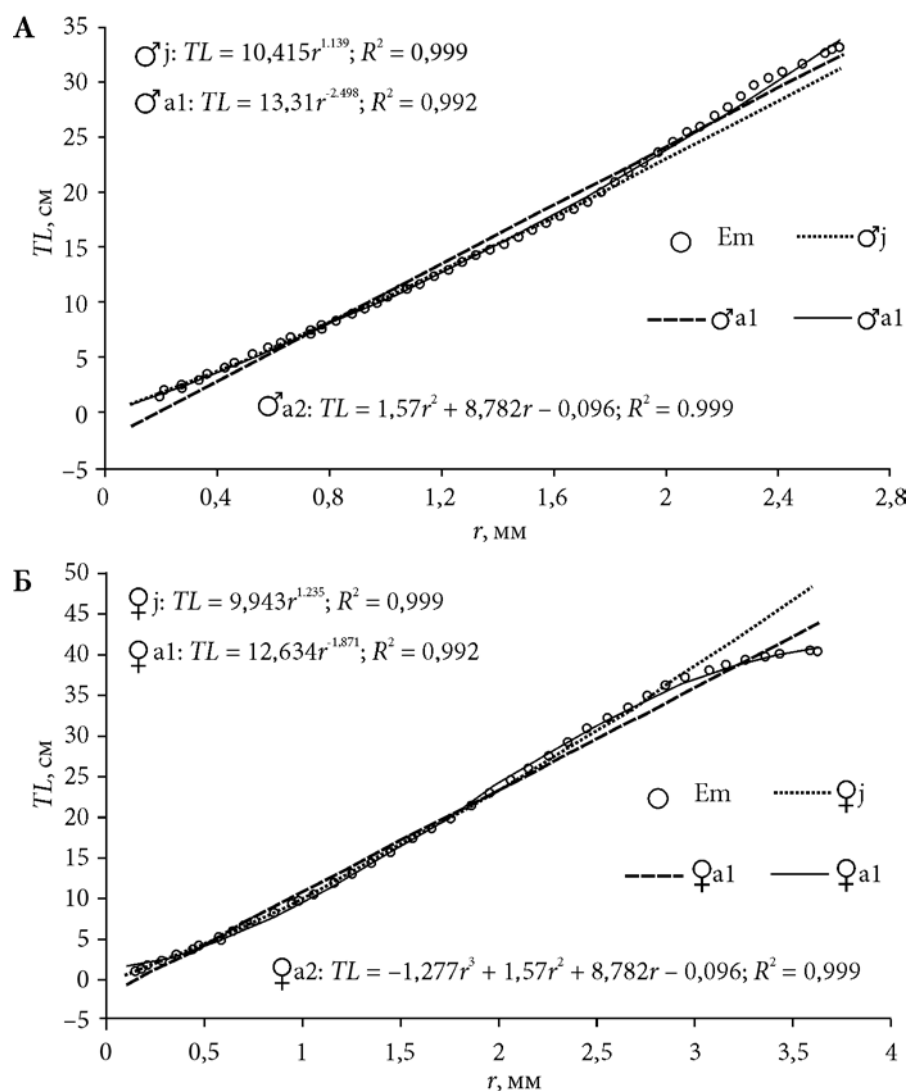 А
♂j: TL = 10,415r^1.139; R² = 0,999
♂a1: TL = 13,31r^-2.498; R² = 0,992
35
30
25
20
15
10
5
0
–5
TL, см
Em
♂j
♂a1
♂a1
♂a2: TL = 1,57r² + 8,782r – 0,096; R² = 0.999
0 0,4 0,8 1,2 1,6 2 2,4 2,8
r, мм
Б
♀j: TL = 9,943r^1.235; R² = 0,999
♀a1: TL = 12,634r^-1,871; R² = 0,992
50
45
40
35
30
25
20
15
10
5
0
–5
TL, см
Em
♀j
♀a1
♀a1
♀a2: TL = –1,277r³ + 1,57r² + 8,782r – 0,096; R² = 0,999
0 0,5 1 1,5 2 2,5 3 3,5 4
r, мм